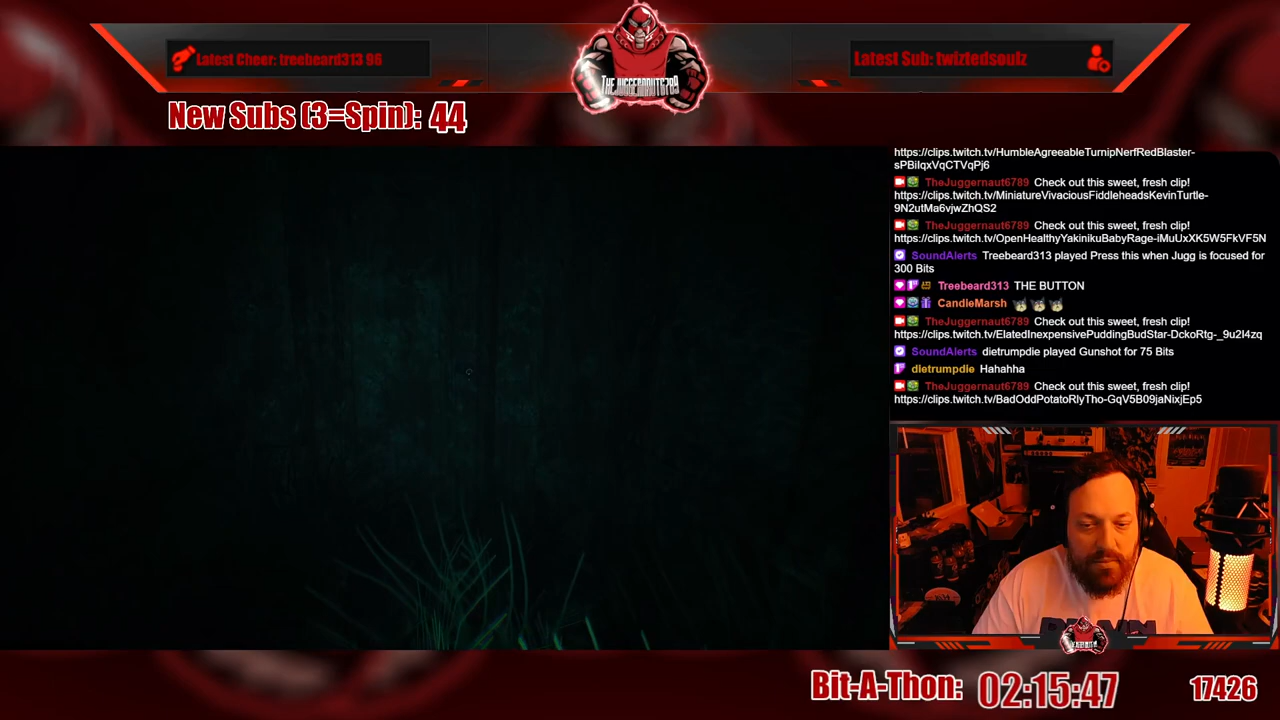 Latest Cheer: treebeard313 98
THEJUGGERNAUT6789
Latest Sub: twiztedsoulz
New Subs (3=Spin): 44
https://clips.twitch.tv/HumbleAgreeableTurnipNerfRedBlaster-
sPBilqxVqCTVqPj6
TheJuggernaut6789 Check out this sweet, fresh clip!
https://clips.twitch.tv/MiniatureVivaciousFiddleheadsKevinTurtle-
9N2utMa6vjwZhQS2
TheJuggernaut6789 Check out this sweet, fresh clip!
https://clips.twitch.tv/OpenHealthyYakinikuBabyRage-iMuUxXK5W5FkVF5N
SoundAlerts Treebeard313 played Press this when Jugg is focused for
300 Bits
Treebeard313 THE BUTTON
CandleMarsh
TheJuggernaut6789 Check out this sweet, fresh clip!
https://clips.twitch.tv/ElatedInexpensivePuddingBudStar-DckoRtg-_9u2I4zq
SoundAlerts dietrumpdie played Gunshot for 75 Bits
dietrumpdie Hahahha
TheJuggernaut6789 Check out this sweet, fresh clip!
https://clips.twitch.tv/BadOddPotatoRlyTho-GqV5B09jaNixjEp5
Bit-A-Thon: 02:15:47 17426